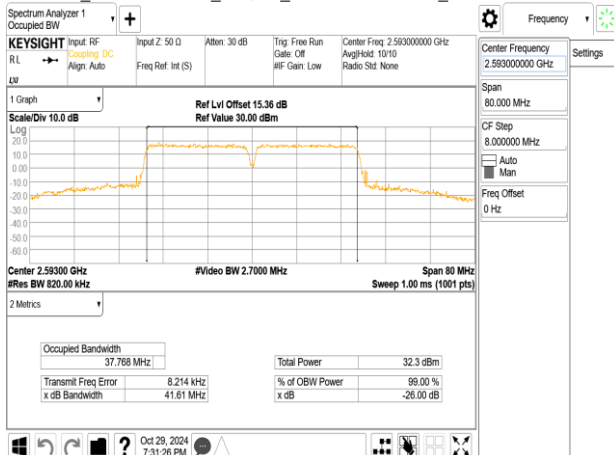 Spectrum Analyzer 1
Occupied BW
Frequency
KEYSIGHT
RL
LXI
Input: RF
Coupling: DC
Align: Auto
Input Z: 50 Ω
Freq Ref: Int (S)
Atten: 30 dB
Trig: Free Run
Gate: Off
#IF Gain: Low
Center Freq: 2.593000000 GHz
Avg|Hold: 10/10
Radio Std: None
Center Frequency
2.593000000 GHz
Settings
Span
80.000 MHz
CF Step
8.000000 MHz
Auto
Man
Freq Offset
0 Hz
1 Graph
Scale/Div 10.0 dB
Ref Lvl Offset 15.36 dB
Ref Value 30.00 dBm
Log
20.0
10.0
0.00
-10.0
-20.0
-30.0
-40.0
-50.0
-60.0
Center 2.59300 GHz
#Video BW 2.7000 MHz
Span 80 MHz
#Res BW 820.00 kHz
Sweep 1.00 ms (1001 pts)
2 Metrics
Occupied Bandwidth
37.768 MHz
Total Power 32.3 dBm
Transmit Freq Error 8.214 kHz
% of OBW Power 99.00 %
x dB Bandwidth 41.61 MHz
x dB -26.00 dB
?
Oct 29, 2024
7:31:26 PM